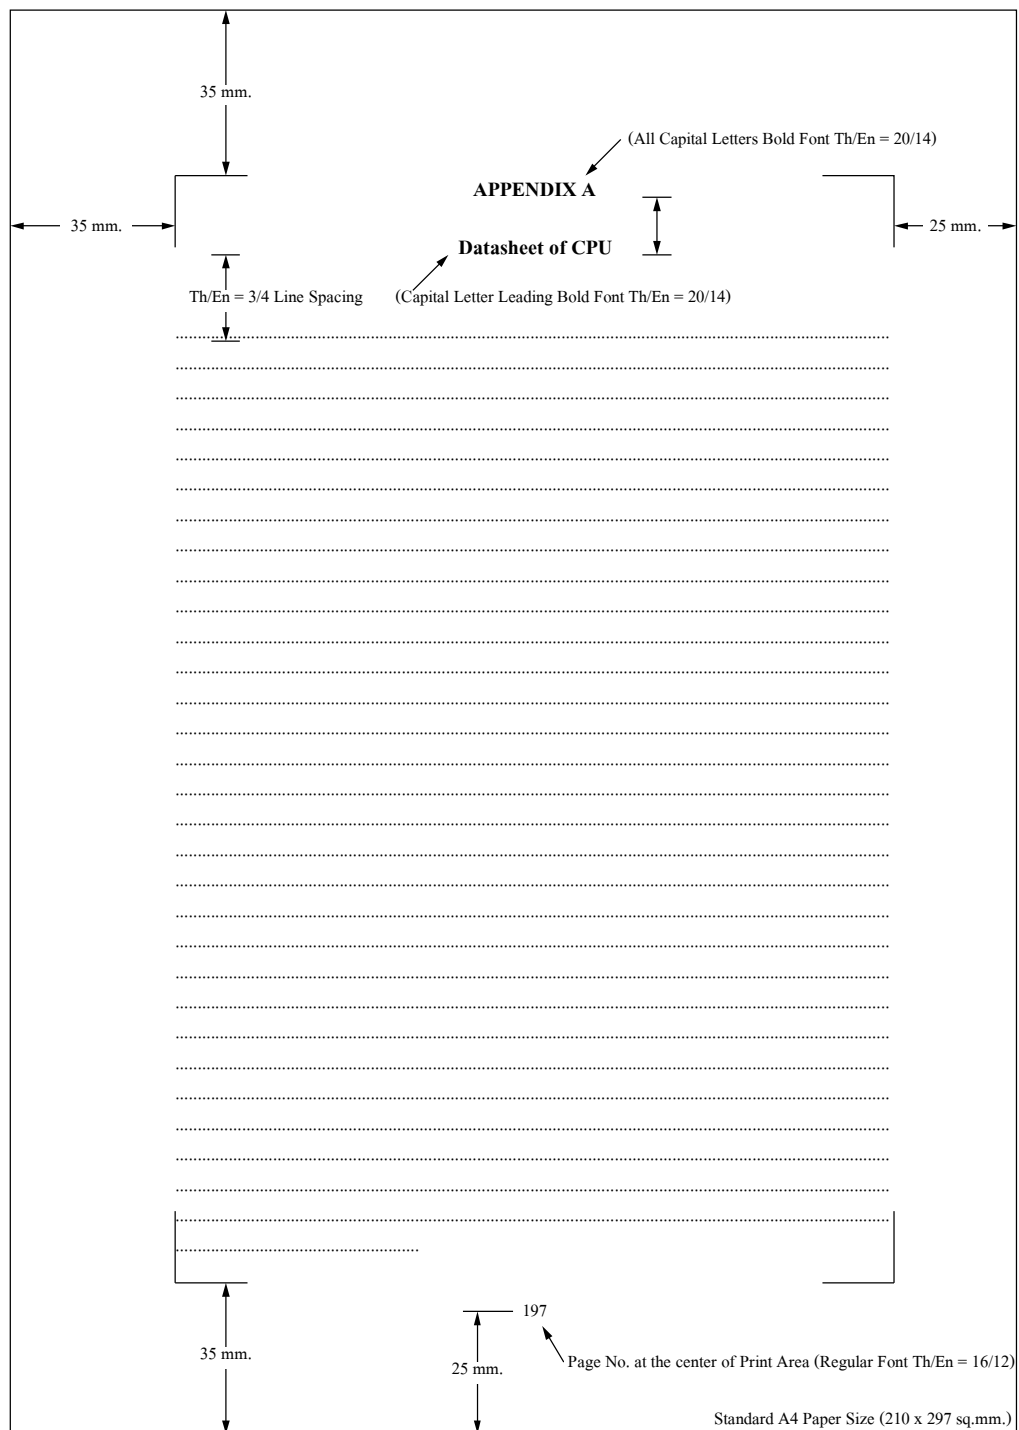 35 mm.
(All Capital Letters Bold Font Th/En = 20/14)
APPENDIX A
35 mm.
25 mm.
Datasheet of CPU
Th/En = 3/4 Line Spacing
(Capital Letter Leading Bold Font Th/En = 20/14)
197
35 mm.
25 mm.
Page No. at the center of Print Area (Regular Font Th/En = 16/12)
Standard A4 Paper Size (210 x 297 sq.mm.)